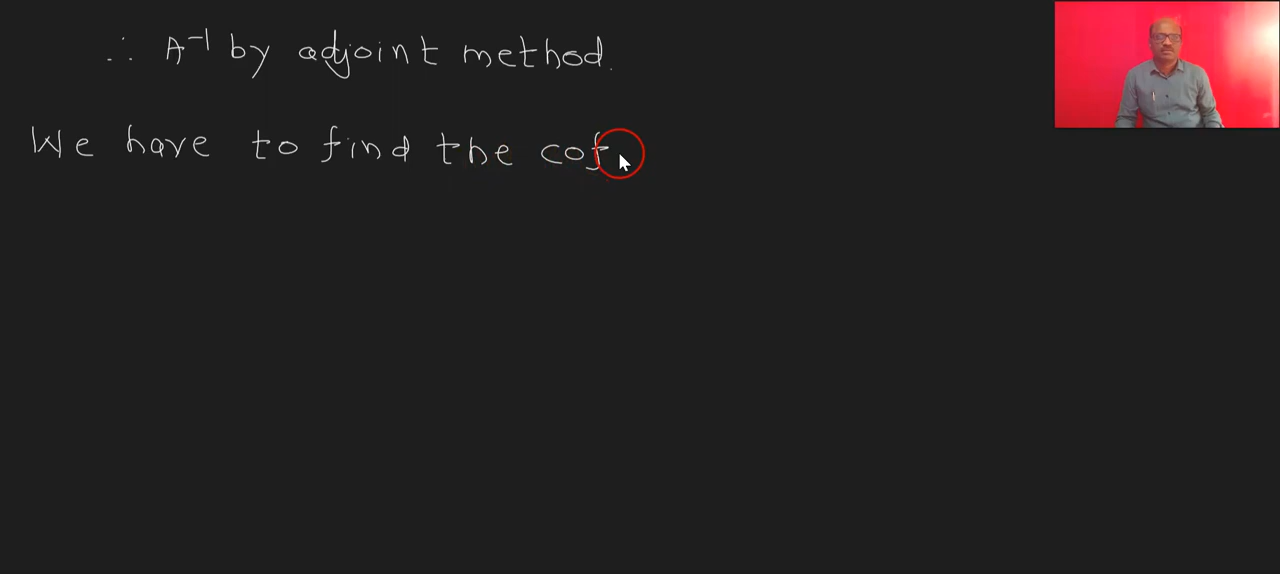 ∴ A⁻¹ by adjoint method.
We have to find the cof